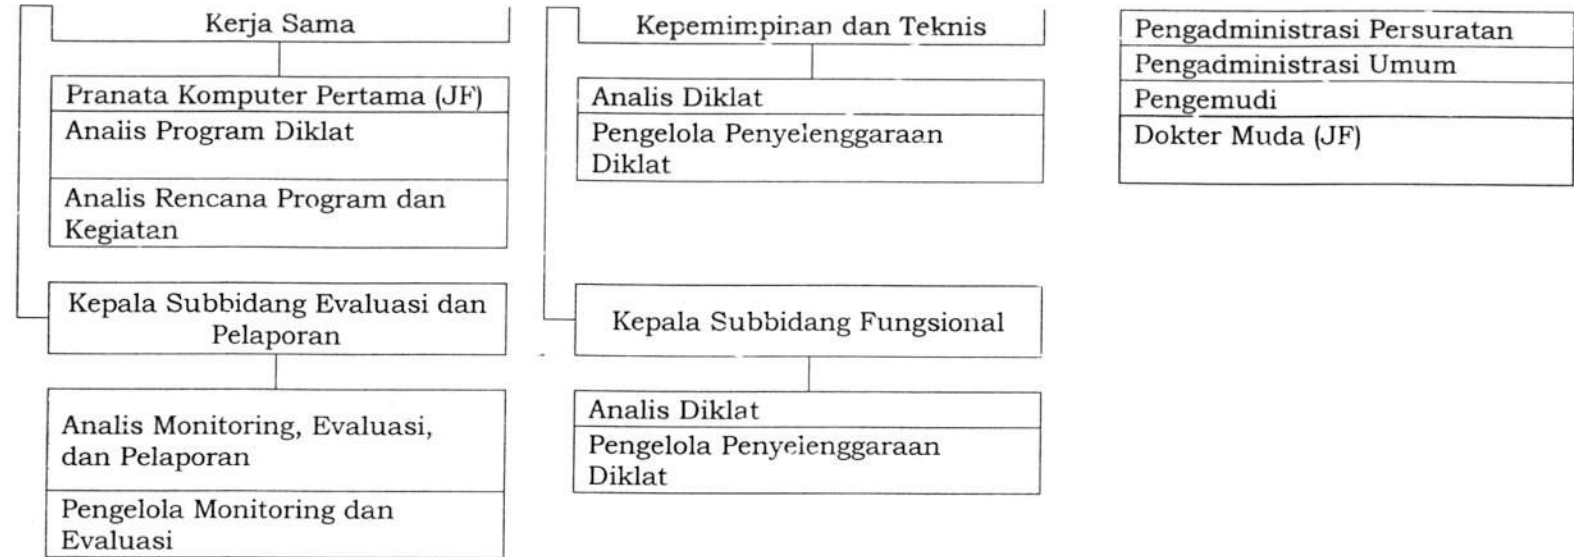 Kerja Sama
Pranata Komputer Pertama (JF)
Analis Program Diklat
Analis Rencana Program dan
Kegiatan
Kepala Subbidang Evaluasi dan
Pelaporan
Analis Monitoring, Evaluasi,
dan Pelaporan
Pengelola Monitoring dan
Evaluasi
Kepemimpinan dan Teknis
Analis Diklat
Pengelola Penyelenggaraan
Diklat
Kepala Subbidang Fungsional
Analis Diklat
Pengelola Penyelenggaraan
Diklat
Pengadministrasi Persuratan
Pengadministrasi Umum
Pengemudi
Dokter Muda (JF)